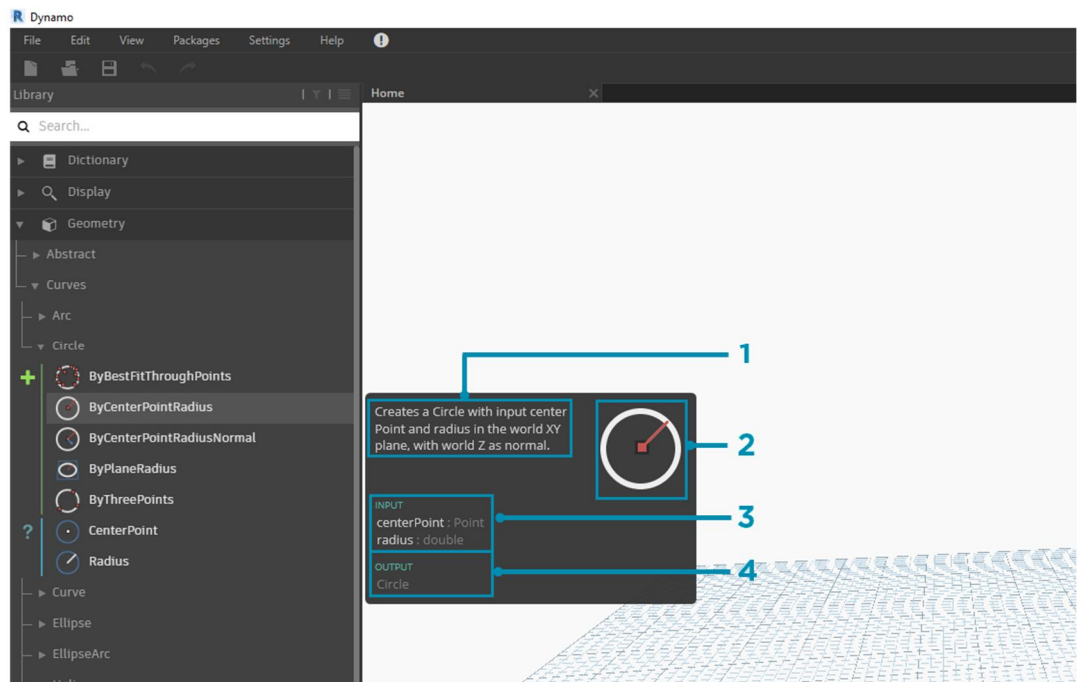 R Dynamo
File Edit View Packages Settings Help !
Library
Home
Search...
Dictionary
Display
Geometry
Abstract
Curves
Arc
Circle
ByBestFitThroughPoints
ByCenterPointRadius
ByCenterPointRadiusNormal
ByPlaneRadius
ByThreePoints
? CenterPoint
Radius
Curve
Ellipse
EllipseArc
1
Creates a Circle with input center
Point and radius in the world XY
plane, with world Z as normal.
2
INPUT
centerPoint : Point
radius : double
3
OUTPUT
Circle
4